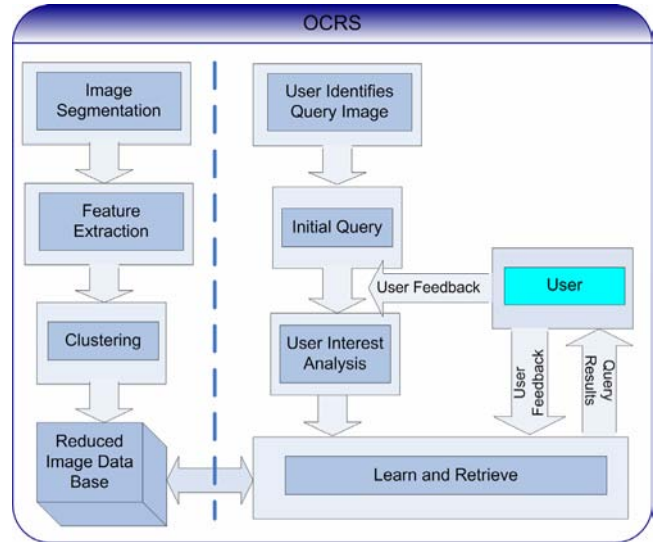 OCRS
Image
Segmentation
Feature
Extraction
Clustering
Reduced
Image Data
Base
User Identifies
Query Image
Initial Query
User Feedback
User
User Interest
Analysis
User
Feedback
Query
Results
Learn and Retrieve